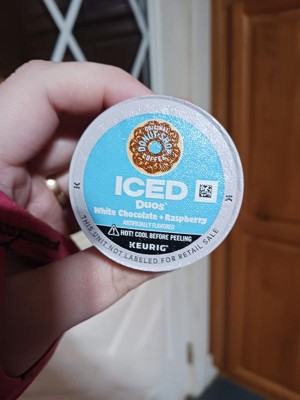 ORIGINAL
DONUT SHOP
COFFEE
ICED
Duos
White Chocolate + Raspberry
ARTIFICIALLY FLAVORED
HOT! COOL BEFORE PEELING
KEURIG
THIS UNIT NOT LABELED FOR RETAIL SALE